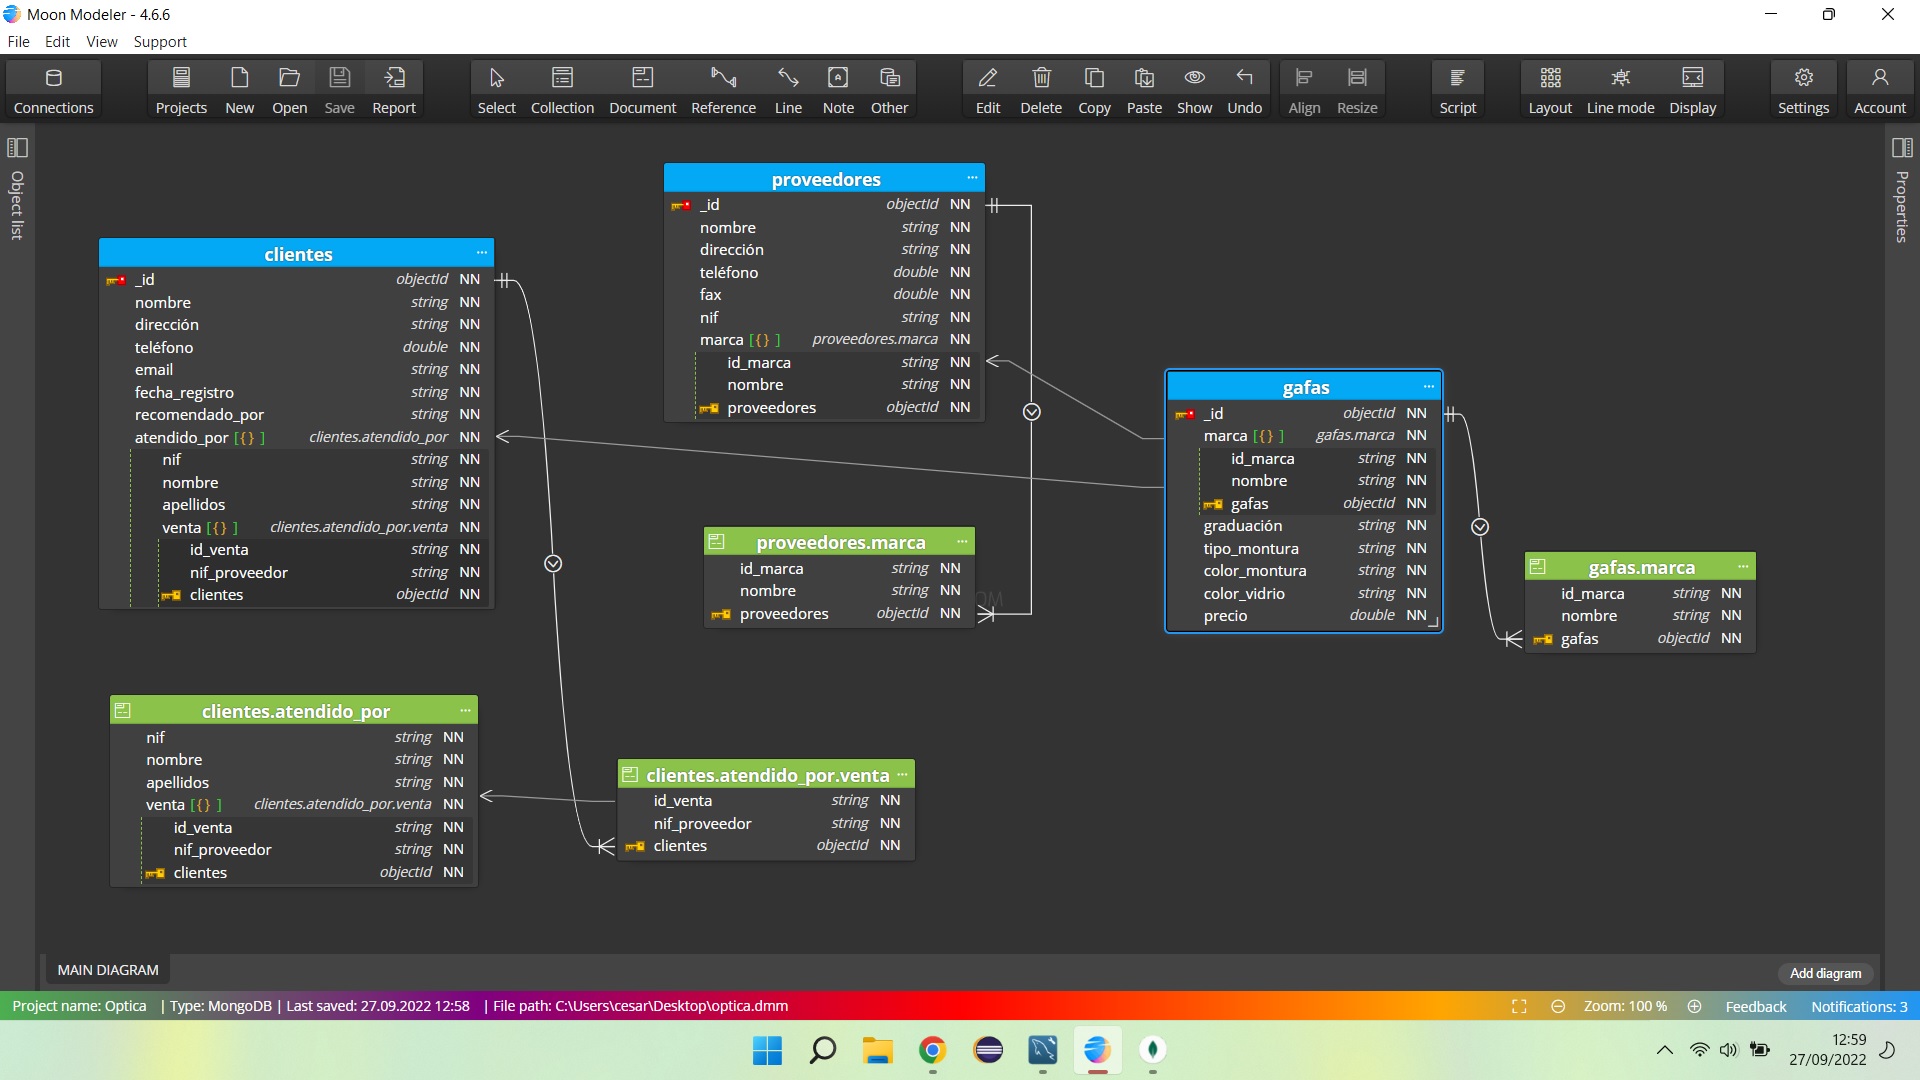 Moon Modeler - 4.6.6
File Edit View Support
Connections Projects New Open Save Report Select Collection Document Reference Line Note Other Edit Delete Copy Paste Show Undo Align Resize Script Layout Line mode Display Settings Account
Object list
Properties
proveedores
_id objectId NN
nombre string NN
dirección string NN
teléfono double NN
fax double NN
nif string NN
marca [{} ] proveedores.marca NN
id_marca string NN
nombre string NN
proveedores objectId NN
clientes
_id objectId NN
nombre string NN
dirección string NN
teléfono double NN
email string NN
fecha_registro string NN
recomendado_por string NN
atendido_por [{} ] clientes.atendido_por NN
nif string NN
nombre string NN
apellidos string NN
venta [{} ] clientes.atendido_por.venta NN
id_venta string NN
nif_proveedor string NN
clientes objectId NN
gafas
_id objectId NN
marca [{} ] gafas.marca NN
id_marca string NN
nombre string NN
gafas objectId NN
graduación string NN
tipo_montura string NN
color_montura string NN
color_vidrio string NN
precio double NN
proveedores.marca
id_marca string NN
nombre string NN
proveedores objectId NN
gafas.marca
id_marca string NN
nombre string NN
gafas objectId NN
clientes.atendido_por
nif string NN
nombre string NN
apellidos string NN
venta [{} ] clientes.atendido_por.venta NN
id_venta string NN
nif_proveedor string NN
clientes objectId NN
clientes.atendido_por.venta
id_venta string NN
nif_proveedor string NN
clientes objectId NN
MAIN DIAGRAM
Add diagram
Project name: Optica | Type: MongoDB | Last saved: 27.09.2022 12:58 | File path: C:\Users\cesar\Desktop\optica.dmm Zoom: 100 % Feedback Notifications: 3
12:59
27/09/2022